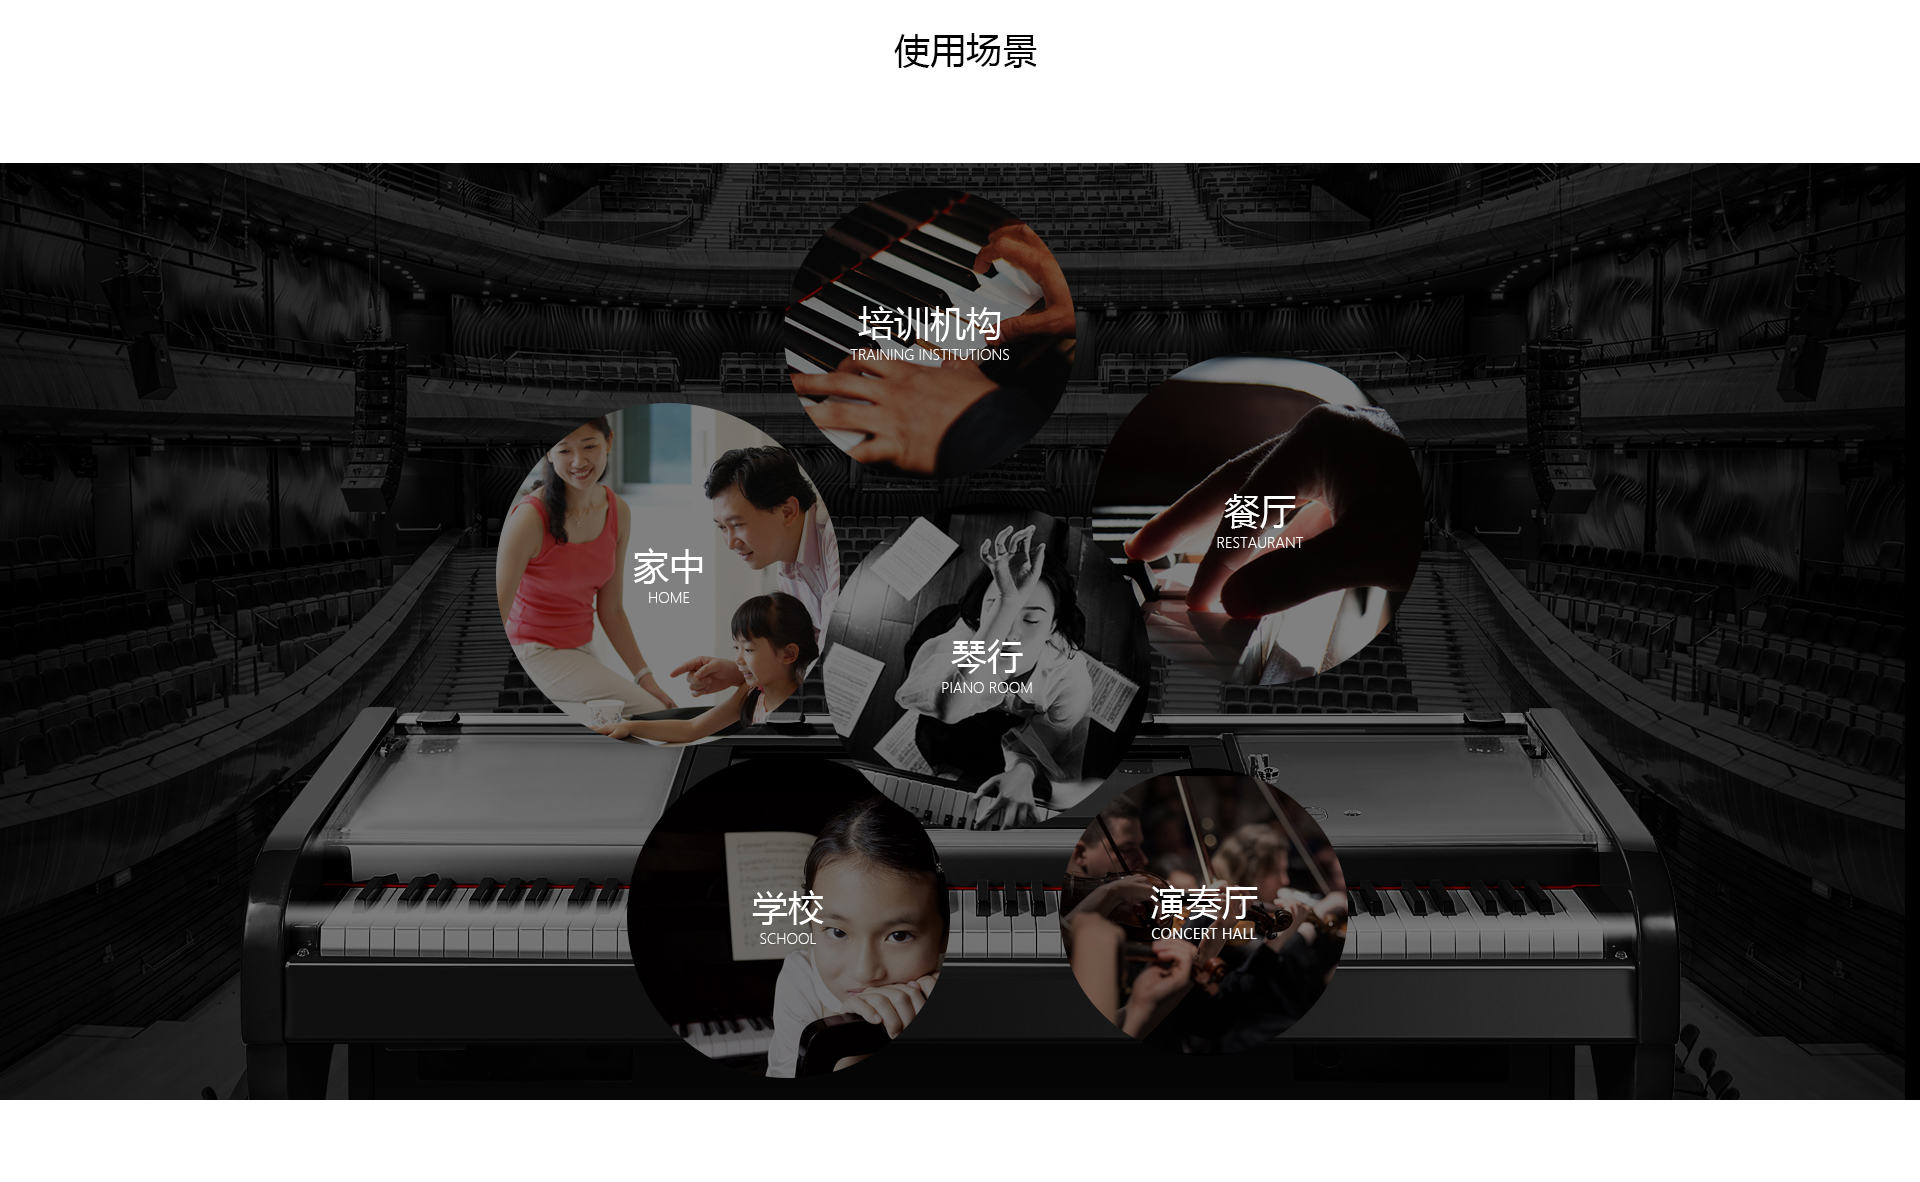 使用场景
培训机构
TRAINING INSTITUTIONS
餐厅
RESTAURANT
家中
HOME
琴行
PIANO ROOM
学校
SCHOOL
演奏厅
CONCERT HALL